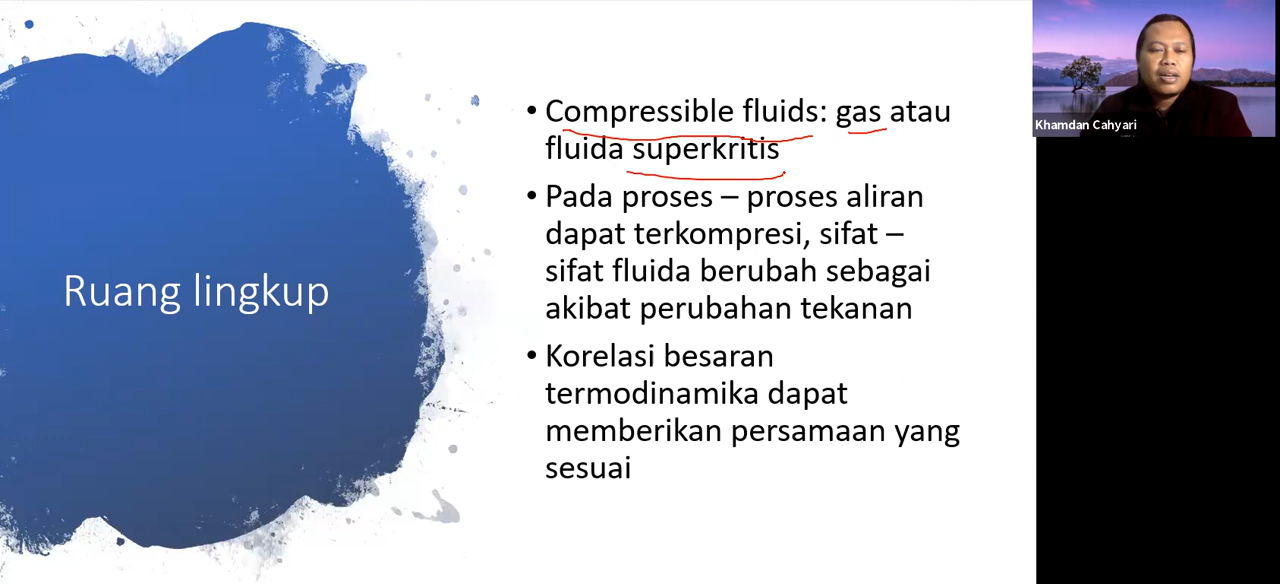 Ruang lingkup
• Compressible fluids: gas atau
fluida superkritis
• Pada proses – proses aliran
dapat terkompresi, sifat –
sifat fluida berubah sebagai
akibat perubahan tekanan
• Korelasi besaran
termodinamika dapat
memberikan persamaan yang
sesuai
Khamdan Cahyari